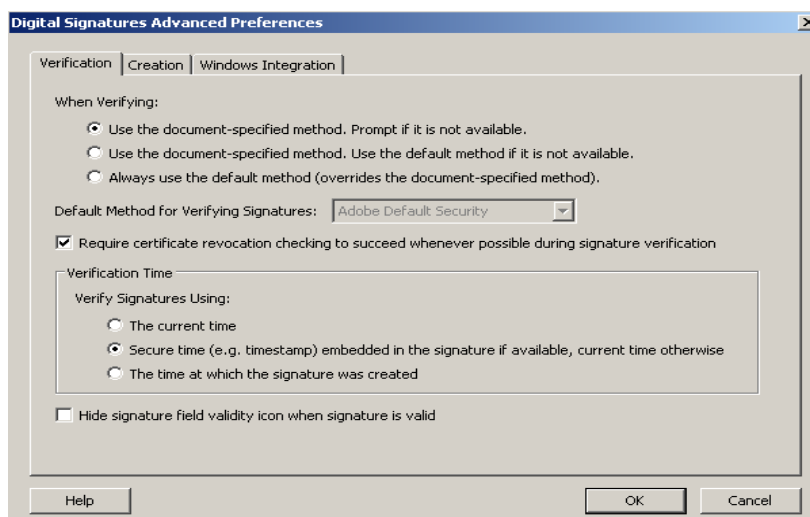 Digital Signatures Advanced Preferences
Verification
Creation
Windows Integration
When Verifying:
Use the document-specified method. Prompt if it is not available.
Use the document-specified method. Use the default method if it is not available.
Always use the default method (overrides the document-specified method).
Default Method for Verifying Signatures: Adobe Default Security
Require certificate revocation checking to succeed whenever possible during signature verification
Verification Time
Verify Signatures Using:
The current time
Secure time (e.g. timestamp) embedded in the signature if available, current time otherwise
The time at which the signature was created
Hide signature field validity icon when signature is valid
Help
OK
Cancel